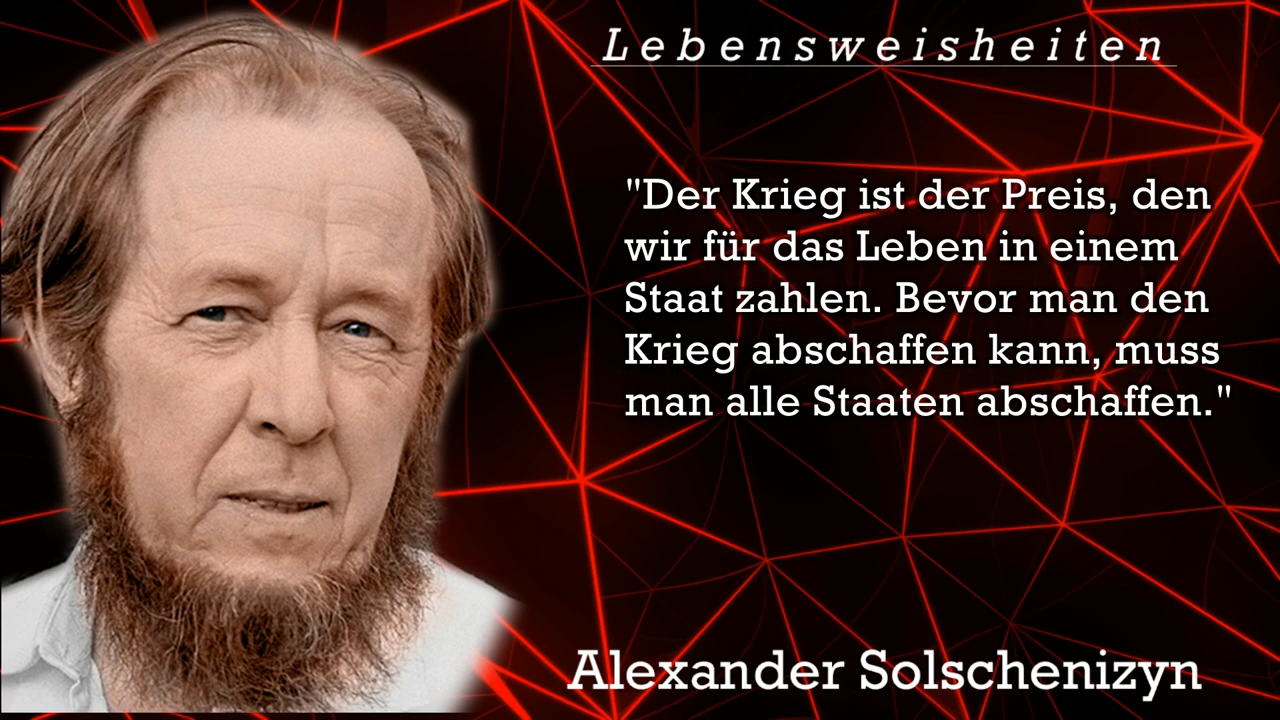 Lebensweisheiten
"Der Krieg ist der Preis, den
wir für das Leben in einem
Staat zahlen. Bevor man den
Krieg abschaffen kann, muss
man alle Staaten abschaffen."
Alexander Solschenizyn